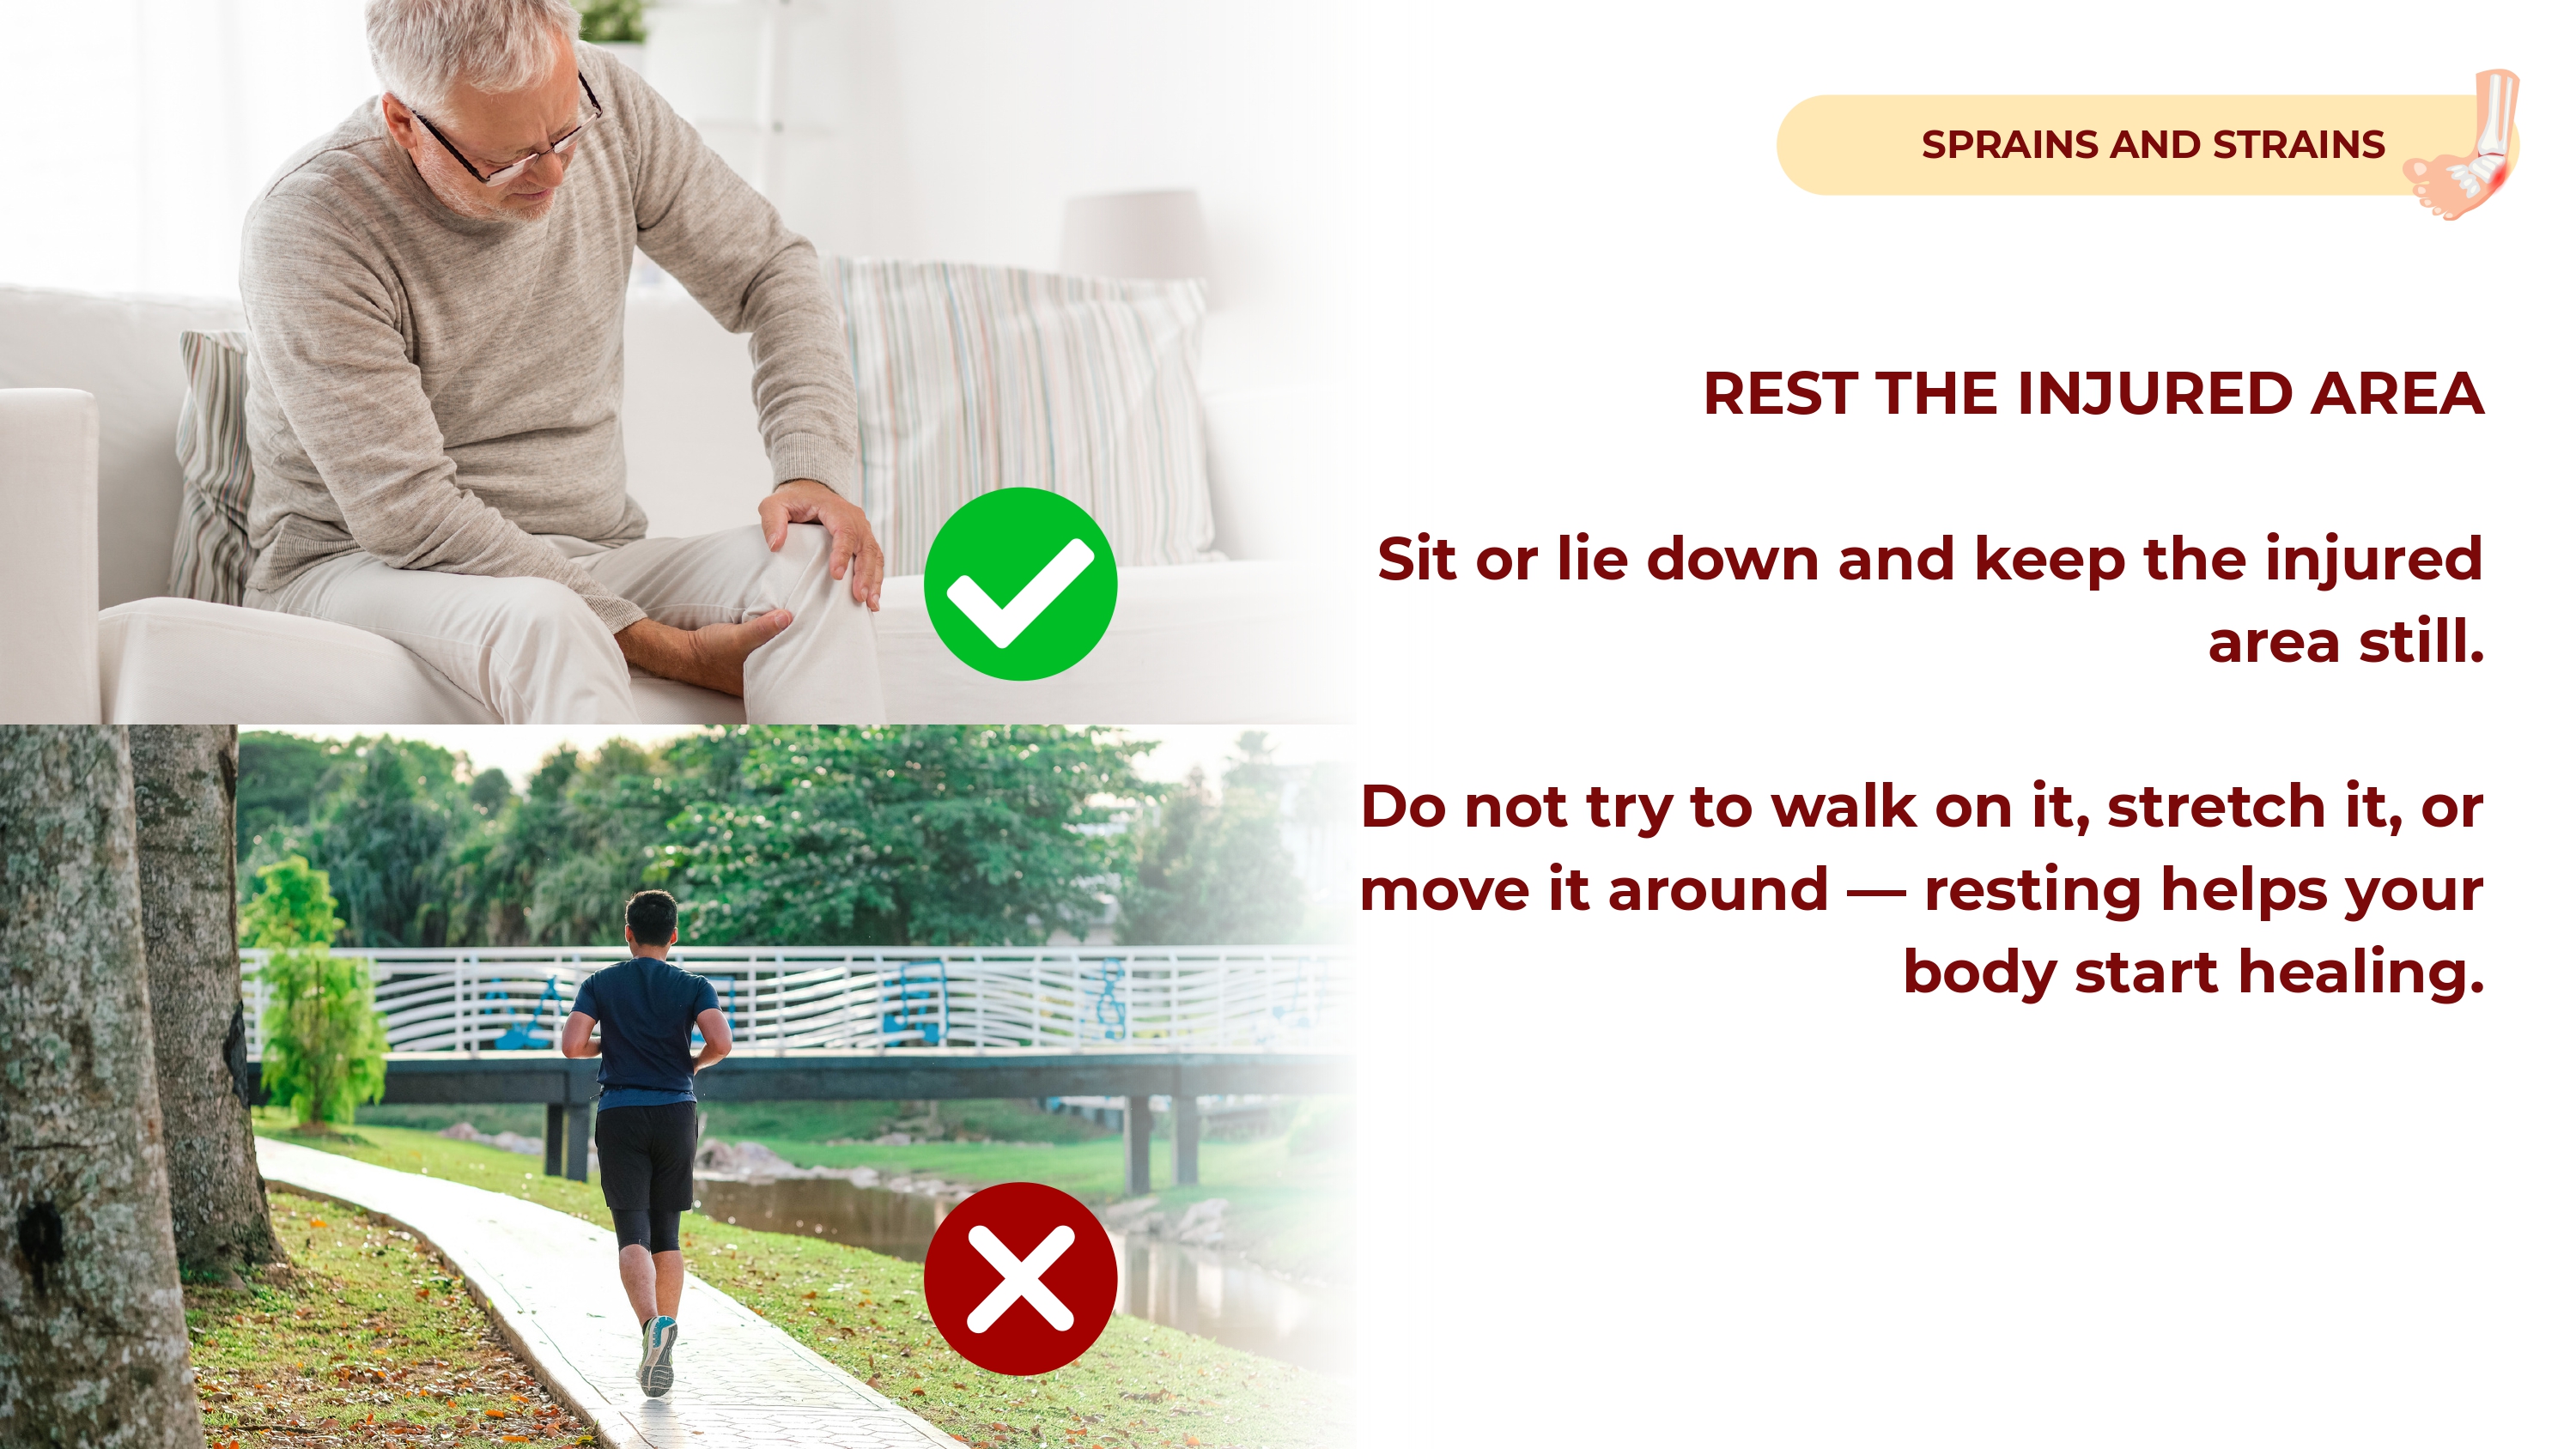 SPRAINS AND STRAINS
REST THE INJURED AREA
Sit or lie down and keep the injured
area still.
Do not try to walk on it, stretch it, or
move it around — resting helps your
body start healing.